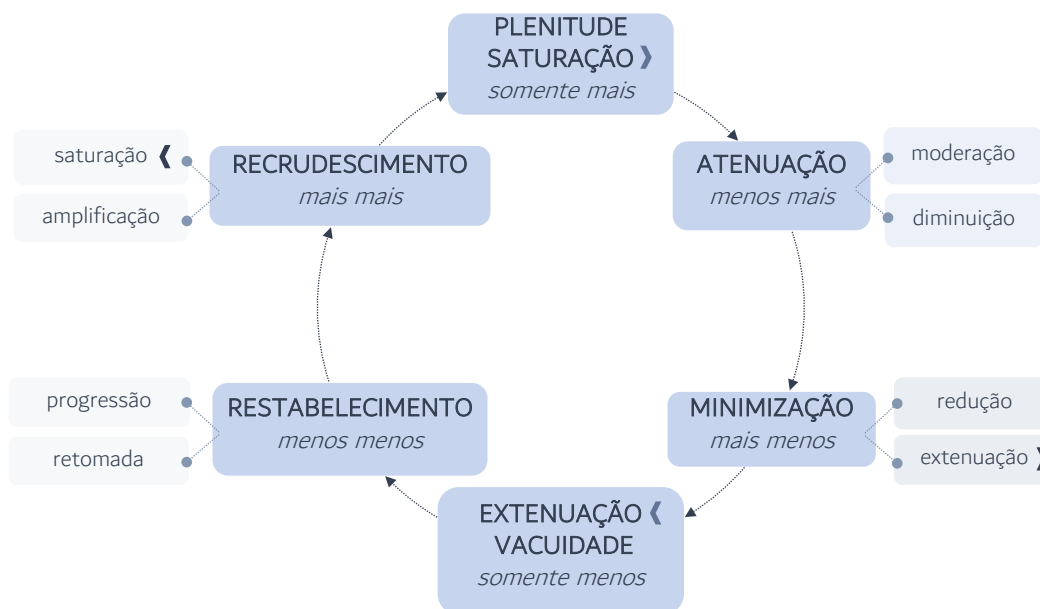 PLENITUDE
SATURAÇÃO ❫
somente mais
saturação ❨
amplificação
RECRUDESCIMENTO
mais mais
ATENUAÇÃO
menos mais
moderação
diminuição
progressão
retomada
RESTABELECIMENTO
menos menos
MINIMIZAÇÃO
mais menos
redução
extenuação ❫
EXTENUAÇÃO ❨
VACUIDADE
somente menos